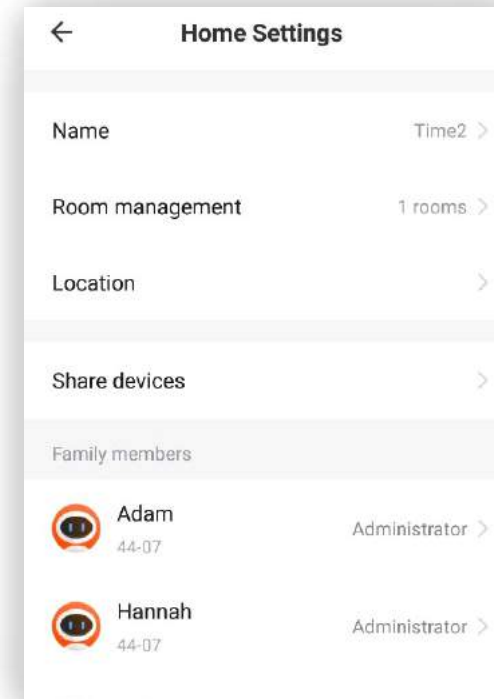 Home Settings
Name Time2
Room management 1 rooms
Location
Share devices
Family members
Adam
44-07 Administrator
Hannah
44-07 Administrator